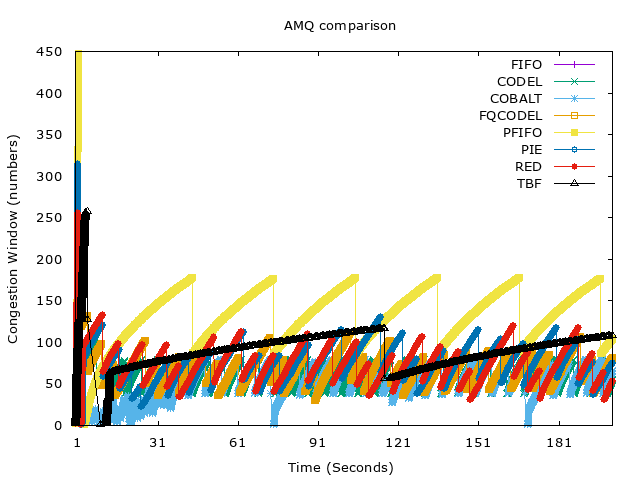 AMQ comparison
450
400
350
300
250
200
150
100
50
0
Congestion Window (numbers)
FIFO
CODEL
COBALT
FQCODEL
PFIFO
PIE
RED
TBF
1 31 61 91 121 151 181
Time (Seconds)